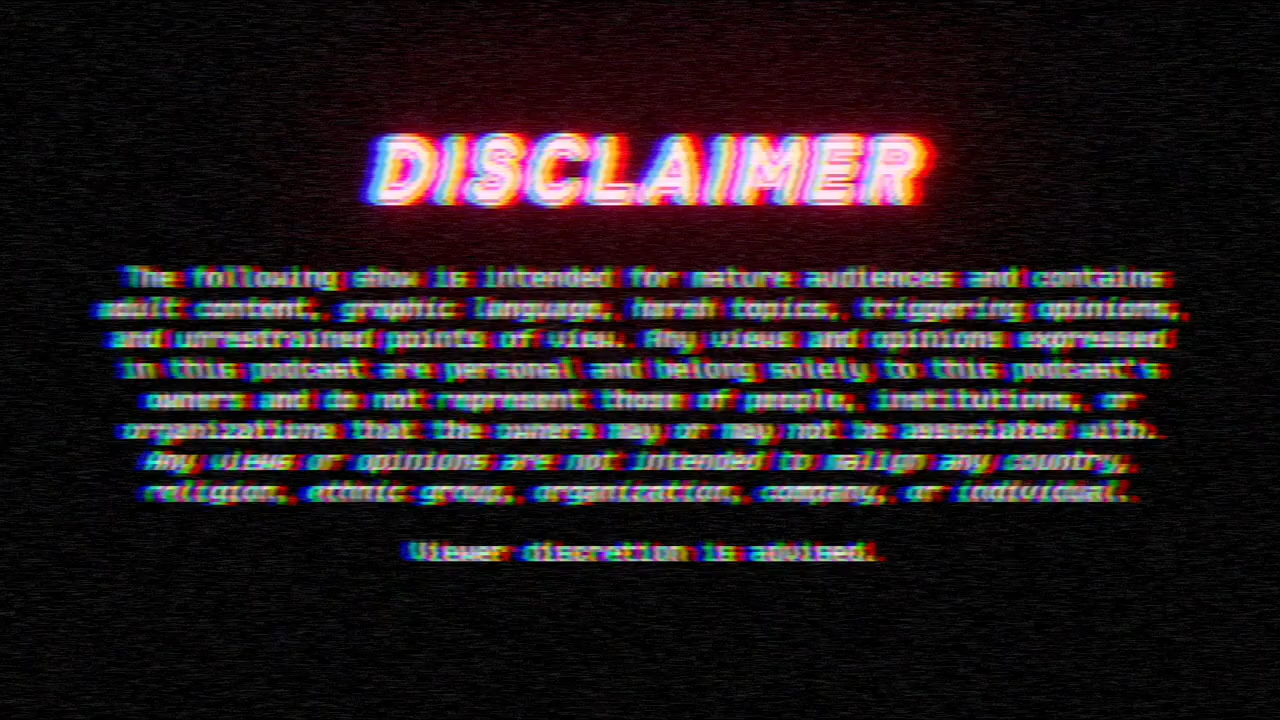 DISCLAIMER
The following show is intended for mature audiences and contains
adult content, graphic language, harsh topics, triggering opinions,
and unrestrained points of view. Any views and opinions expressed
in this podcast are personal and belong solely to this podcast's
owners and do not represent those of people, institutions, or
organizations that the owners may or may not be associated with.
Any views or opinions are not intended to malign any country,
religion, ethnic group, organization, company, or individual.
Viewer discretion is advised.